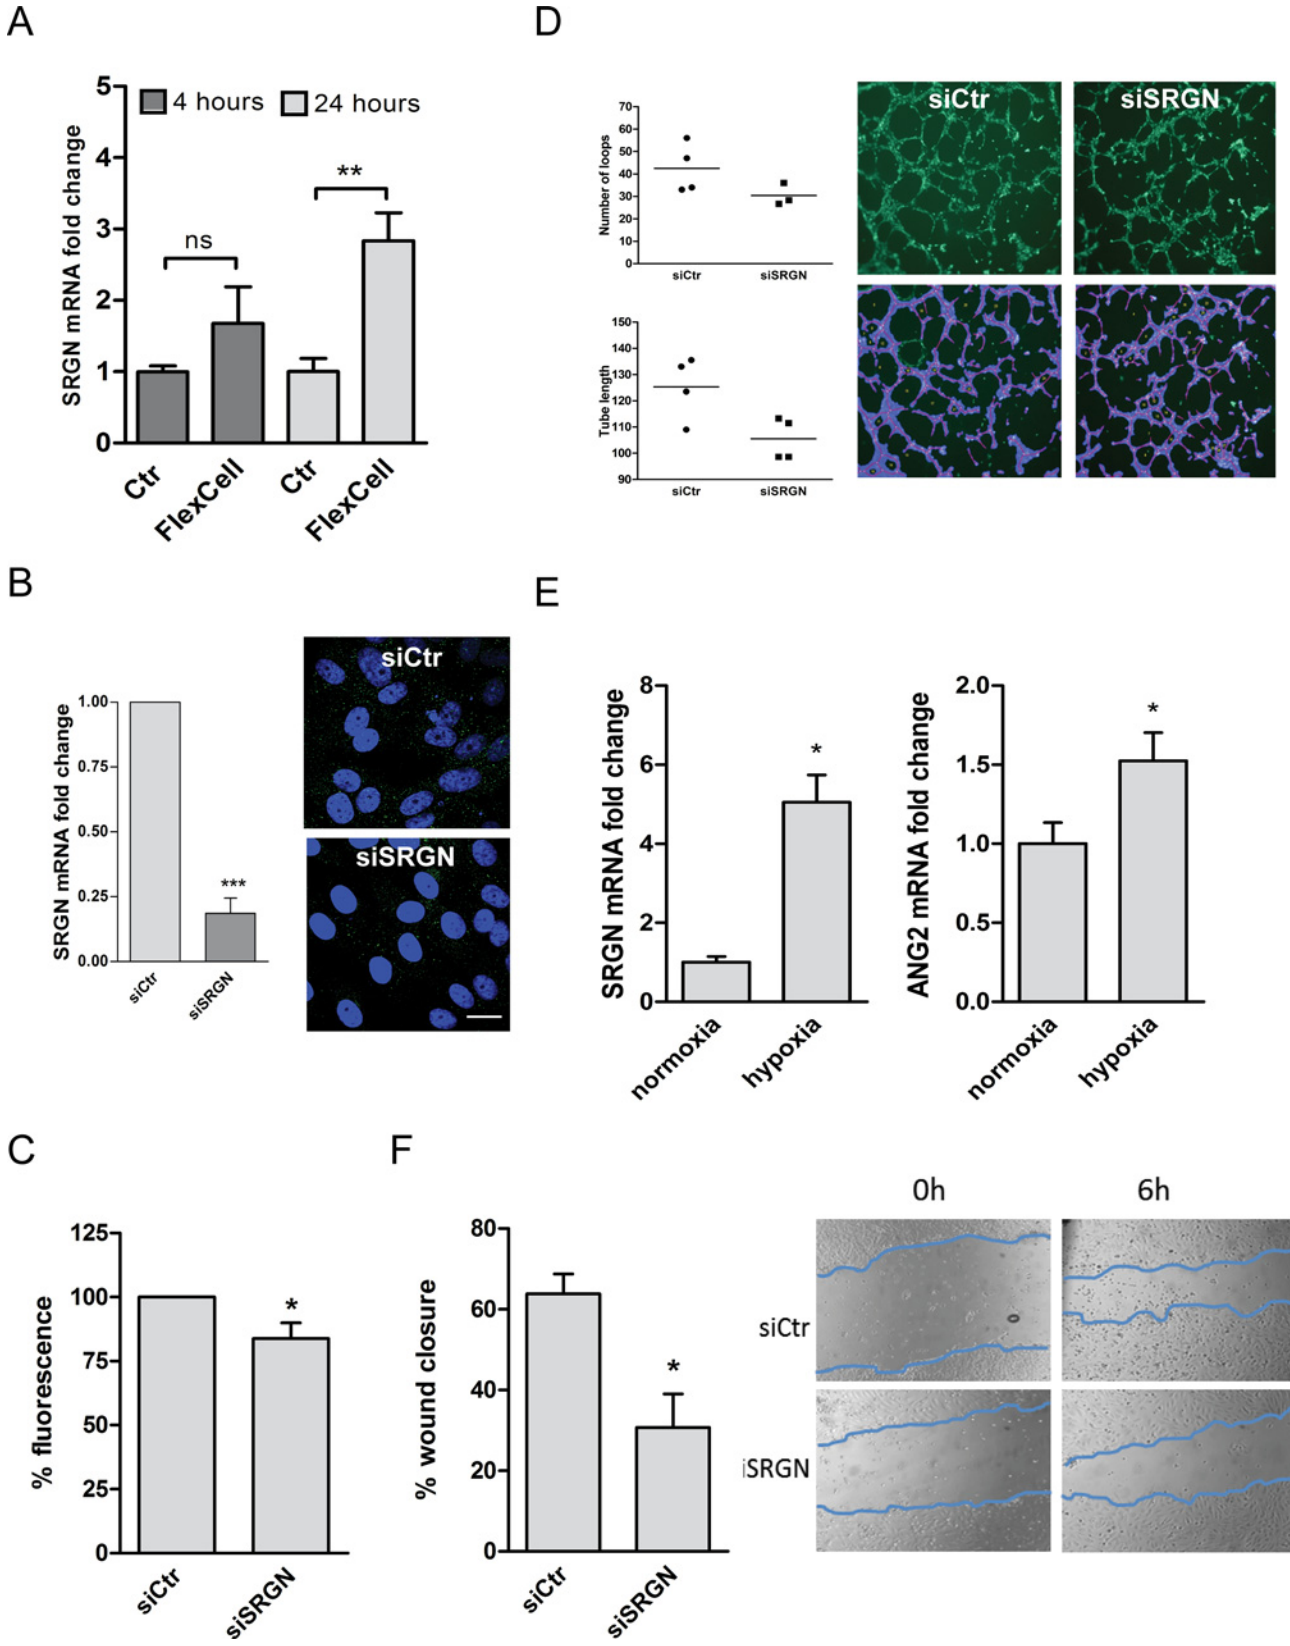 A
SRGN mRNA fold change
5
4
3
2
1
0
4 hours
24 hours
ns
**
Ctr
FlexCell
Ctr
FlexCell
D
Number of loops
70
60
50
40
30
20
10
0
siCtr
siSRGN
Tube length
150
140
130
120
110
100
90
siCtr
siSRGN
siCtr
siSRGN
B
SRGN mRNA fold change
1.00
0.75
0.50
0.25
0.00
***
siCtr
siSRGN
siCtr
siSRGN
E
SRGN mRNA fold change
8
6
4
2
0
*
normoxia
hypoxia
ANG2 mRNA fold change
2.0
1.5
1.0
0.5
0.0
*
normoxia
hypoxia
C
% fluorescence
125
100
75
50
25
0
*
siCtr
siSRGN
F
% wound closure
80
60
40
20
0
*
siCtr
siSRGN
0h
6h
siCtr
iSRGN